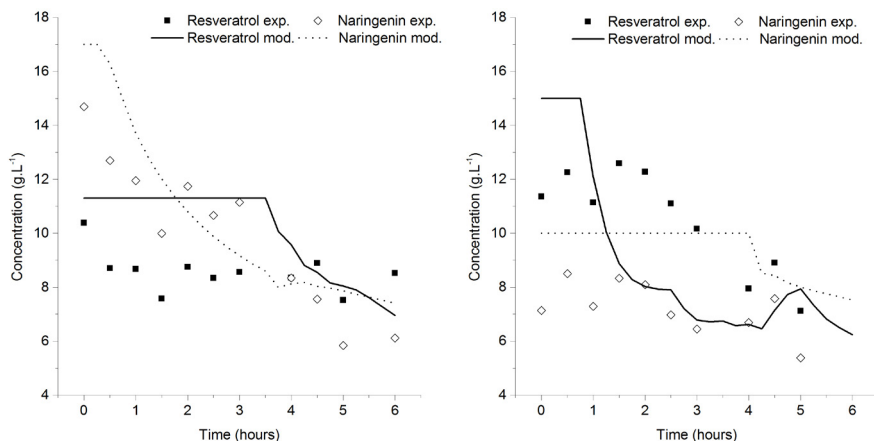 18
16
14
12
10
8
6
4
Concentration (g.L⁻¹)
Resveratrol exp.
Naringenin exp.
Resveratrol mod.
Naringenin mod.
0 1 2 3 4 5 6
Time (hours)
18
16
14
12
10
8
6
4
Concentration (g.L⁻¹)
Resveratrol exp.
Naringenin exp.
Resveratrol mod.
Naringenin mod.
0 1 2 3 4 5 6
Time (hours)